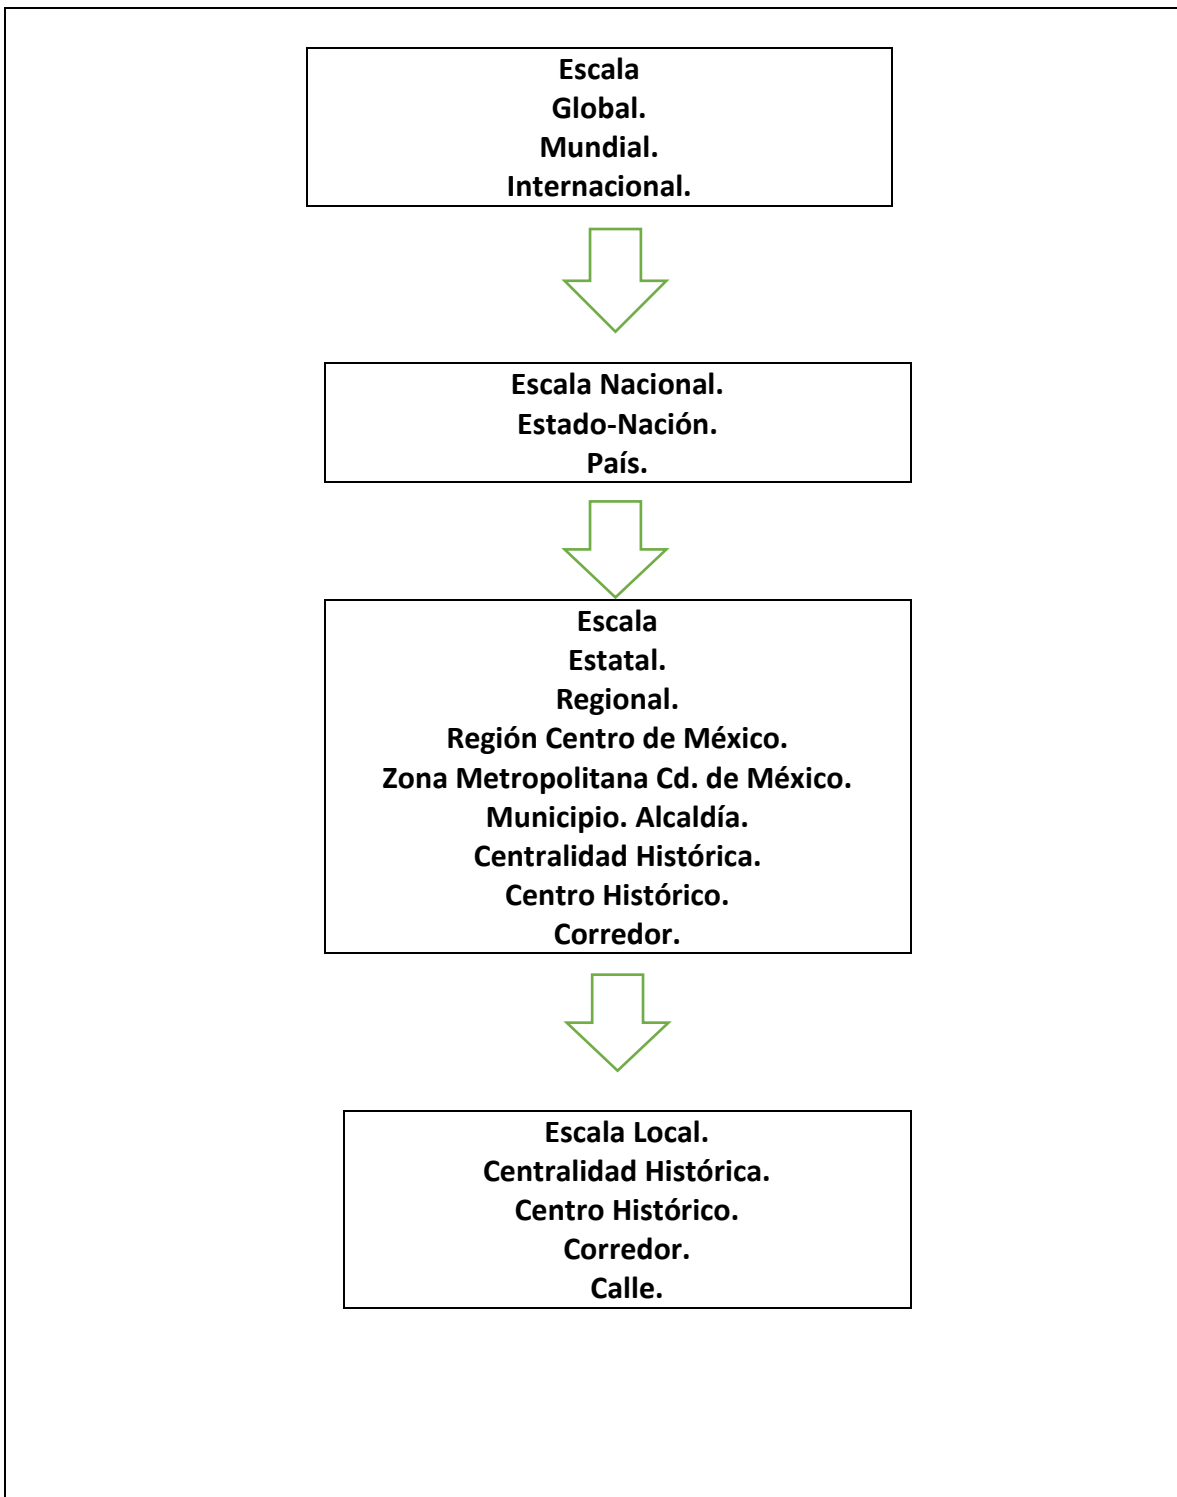 Escala
Global.
Mundial.
Internacional.
Escala Nacional.
Estado-Nación.
País.
Escala
Estatal.
Regional.
Región Centro de México.
Zona Metropolitana Cd. de México.
Municipio. Alcaldía.
Centralidad Histórica.
Centro Histórico.
Corredor.
Escala Local.
Centralidad Histórica.
Centro Histórico.
Corredor.
Calle.